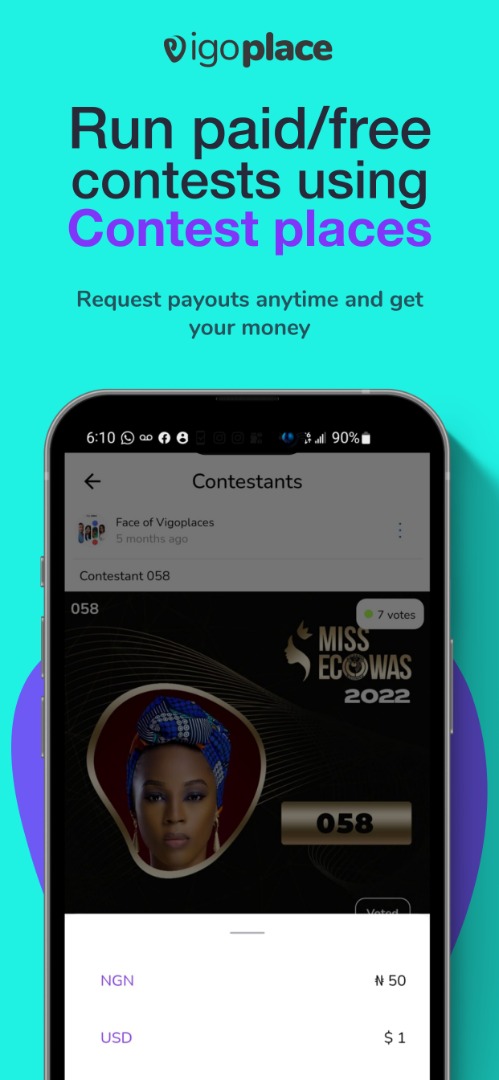 vigoplace
Run paid/free
contests using
Contest places
Request payouts anytime and get
your money
6:10
90%
Contestants
Face of Vigoplaces
5 months ago
Contestant 058
058
7 votes
MISS
ECOWAS
2022
058
Voted
NGN ₦ 50
USD $ 1